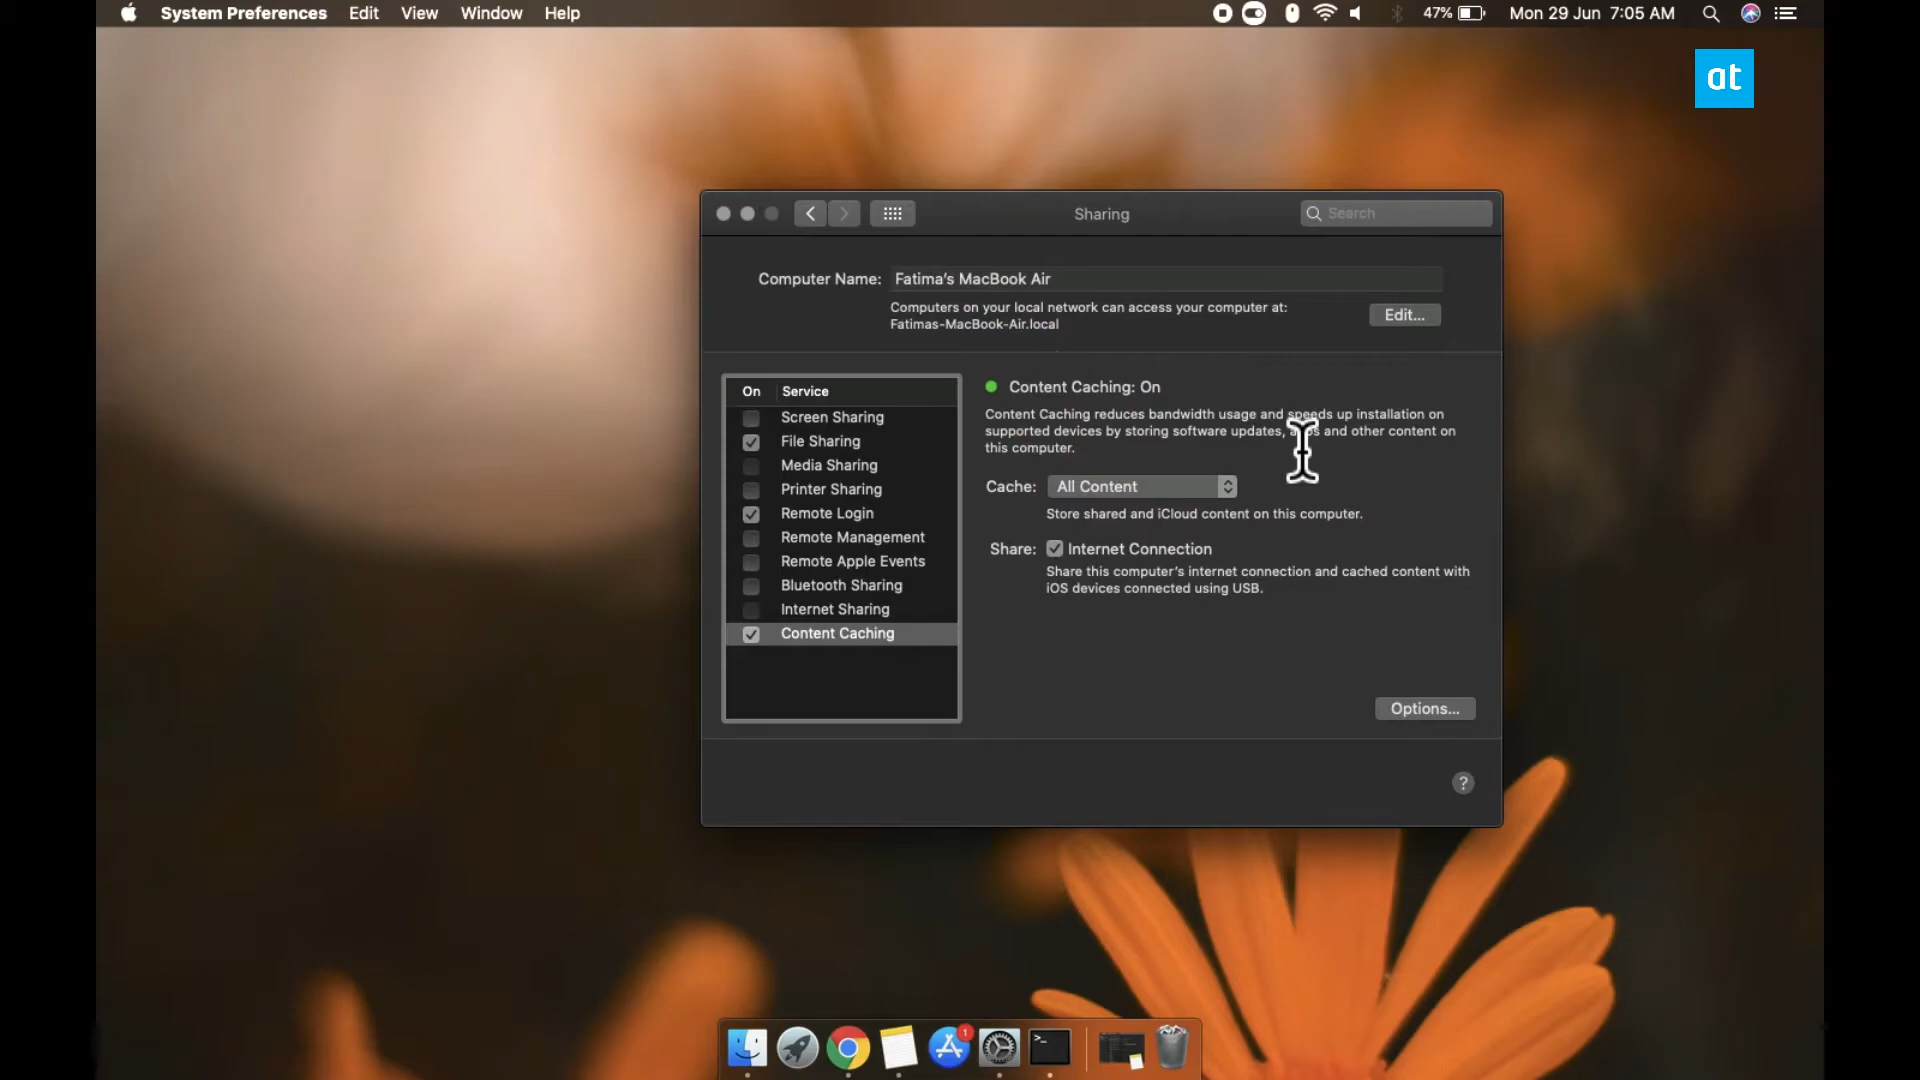 System Preferences Edit View Window Help 47% Mon 29 Jun 7:05 AM
at
Sharing
Search
Computer Name: Fatima's MacBook Air
Computers on your local network can access your computer at:
Fatimas-MacBook-Air.local
Edit...
On Service
Screen Sharing
File Sharing
Media Sharing
Printer Sharing
Remote Login
Remote Management
Remote Apple Events
Bluetooth Sharing
Internet Sharing
Content Caching
Content Caching: On
Content Caching reduces bandwidth usage and speeds up installation on
supported devices by storing software updates, and other content on
this computer.
Cache: All Content
Store shared and iCloud content on this computer.
Share: Internet Connection
Share this computer's internet connection and cached content with
iOS devices connected using USB.
Options...
?
1
>_